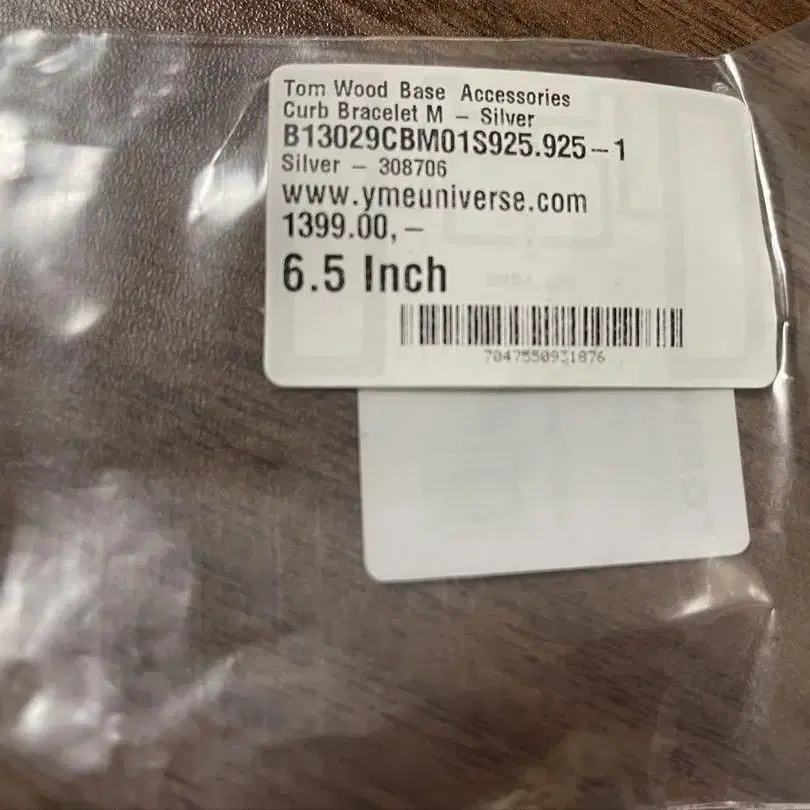 Tom Wood Base Accessories
Curb Bracelet M – Silver
B13029CBM01S925.925–1
Silver – 308706
www.ymeuniverse.com
1399.00,–
6.5 Inch
7047550931876